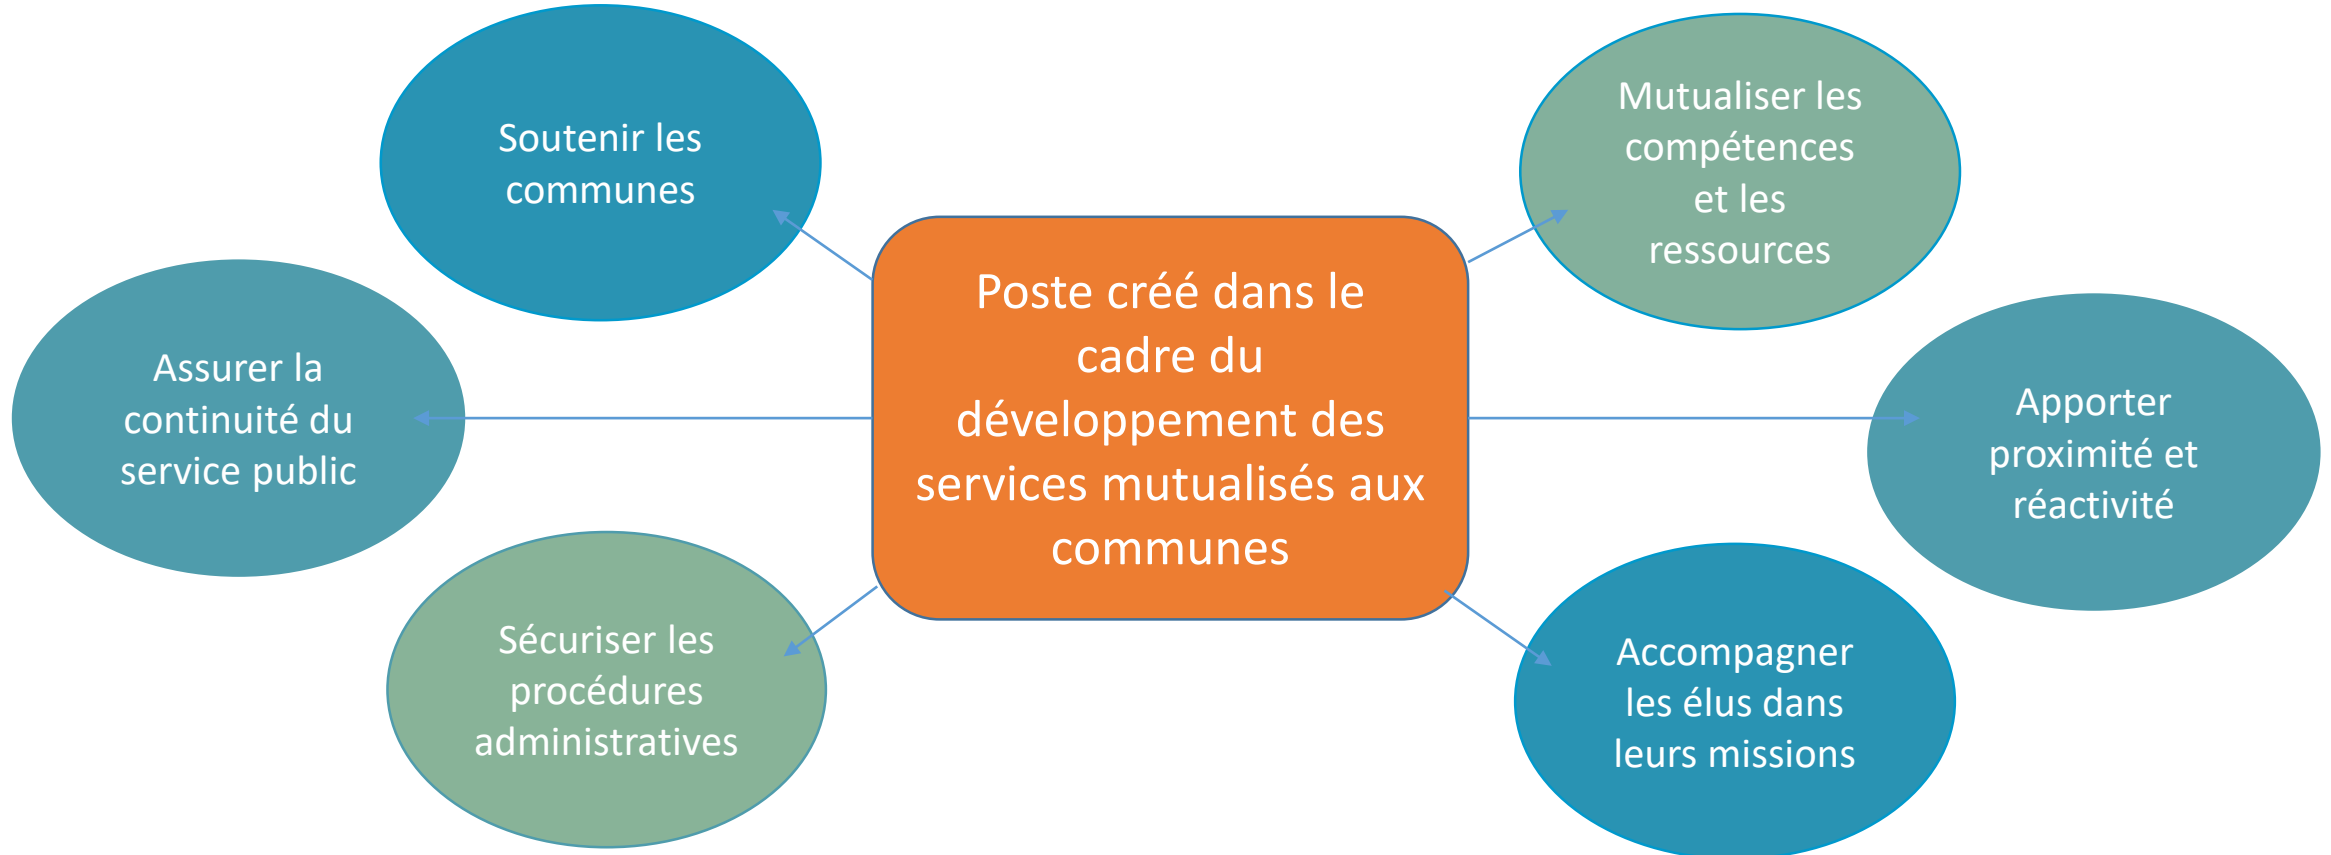 Soutenir les
communes
Mutualiser les
compétences
et les
ressources
Assurer la
continuité du
service public
Poste créé dans le
cadre du
développement des
services mutualisés aux
communes
Apporter
proximité et
réactivité
Sécuriser les
procédures
administratives
Accompagner
les élus dans
leurs missions